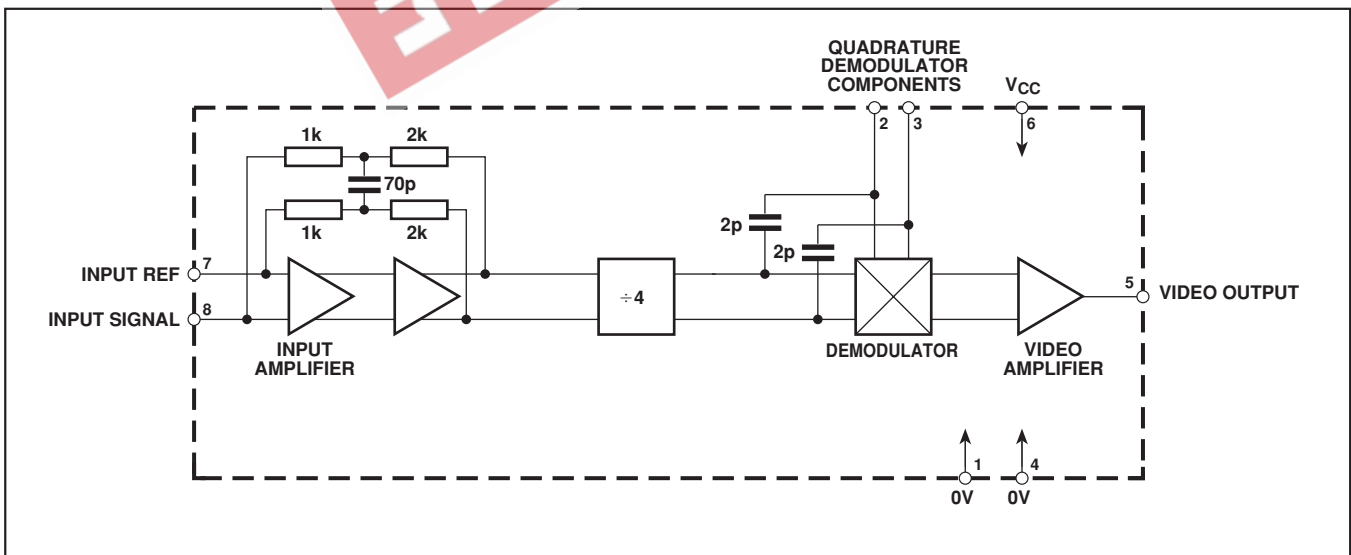 QUADRATURE
DEMODULATOR
COMPONENTS
VCC
2
3
6
1k
2k
70p
1k
2k
2p
2p
INPUT REF
7
÷4
5
VIDEO OUTPUT
INPUT SIGNAL
8
INPUT
AMPLIFIER
DEMODULATOR
VIDEO
AMPLIFIER
1
4
0V
0V